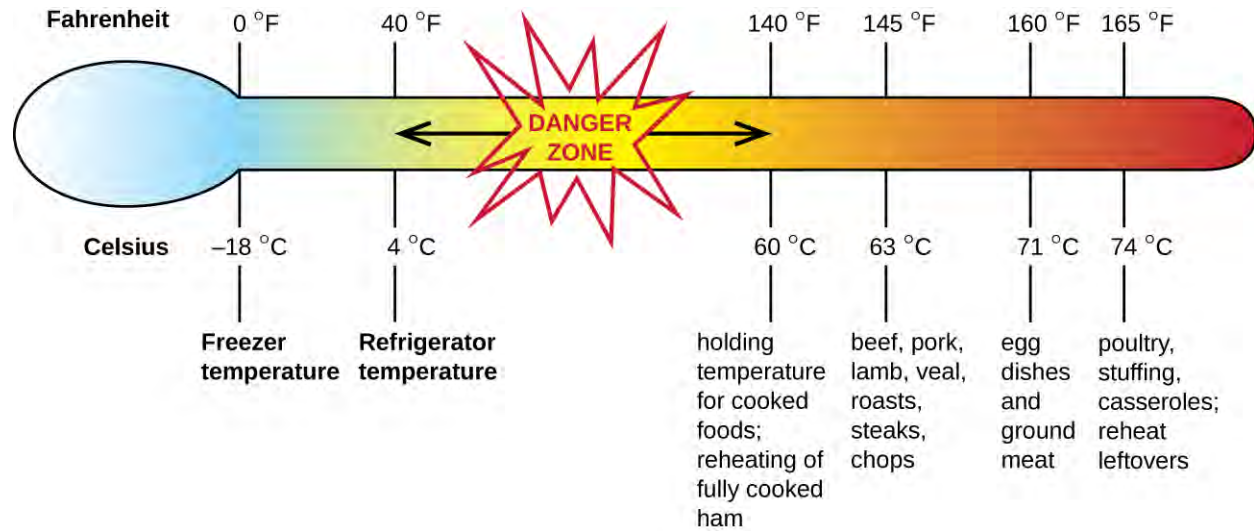 Fahrenheit 0 °F 40 °F 140 °F 145 °F 160 °F 165 °F
DANGER
ZONE
Celsius –18 °C 4 °C 60 °C 63 °C 71 °C 74 °C
Freezer
temperature
Refrigerator
temperature
holding
temperature
for cooked
foods;
reheating of
fully cooked
ham
beef, pork,
lamb, veal,
roasts,
steaks,
chops
egg
dishes
and
ground
meat
poultry,
stuffing,
casseroles;
reheat
leftovers